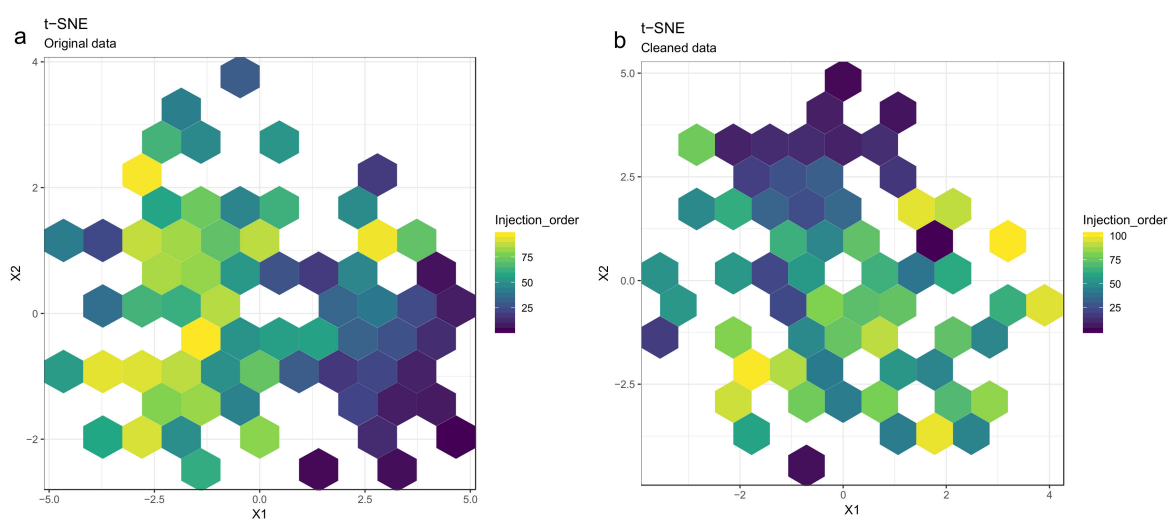 a
t−SNE
Original data
4
2
0
−2
X2
−5.0
−2.5
0.0
2.5
5.0
X1
Injection_order
75
50
25
b
t−SNE
Cleaned data
5.0
2.5
0.0
−2.5
X2
−2
0
2
4
X1
Injection_order
100
75
50
25